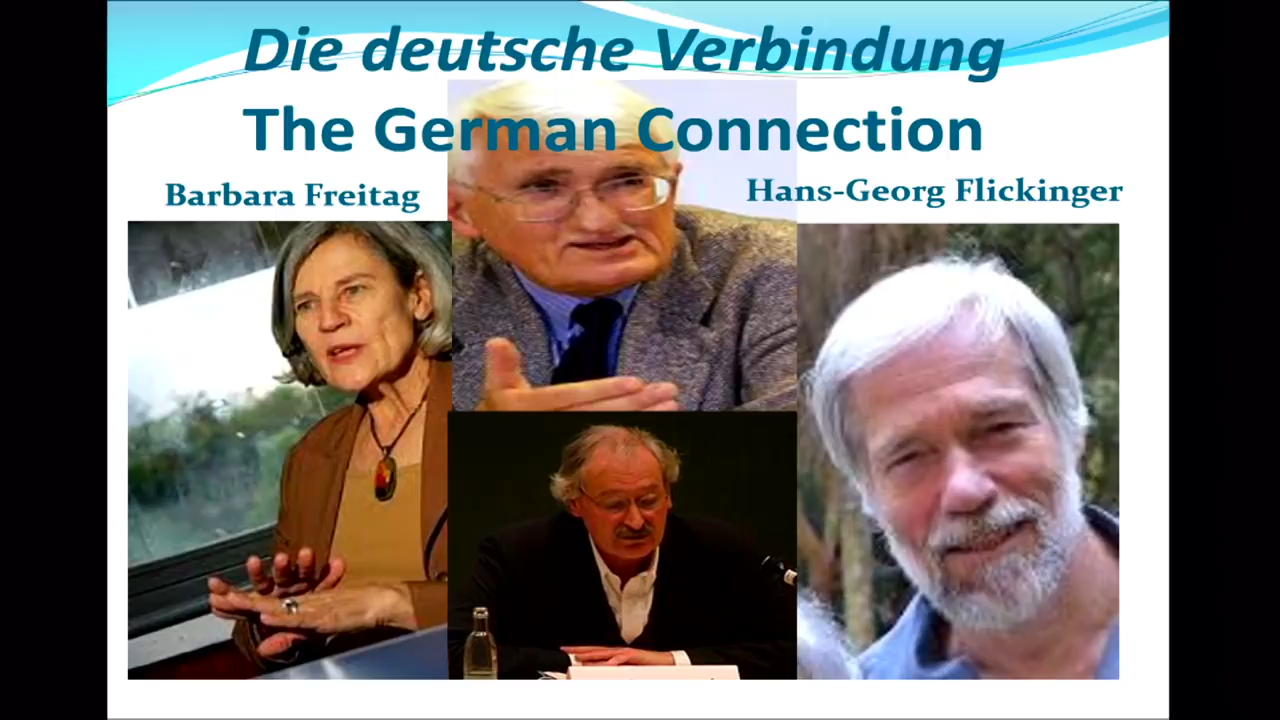 Die deutsche Verbindung
The German Connection
Barbara Freitag
Hans-Georg Flickinger